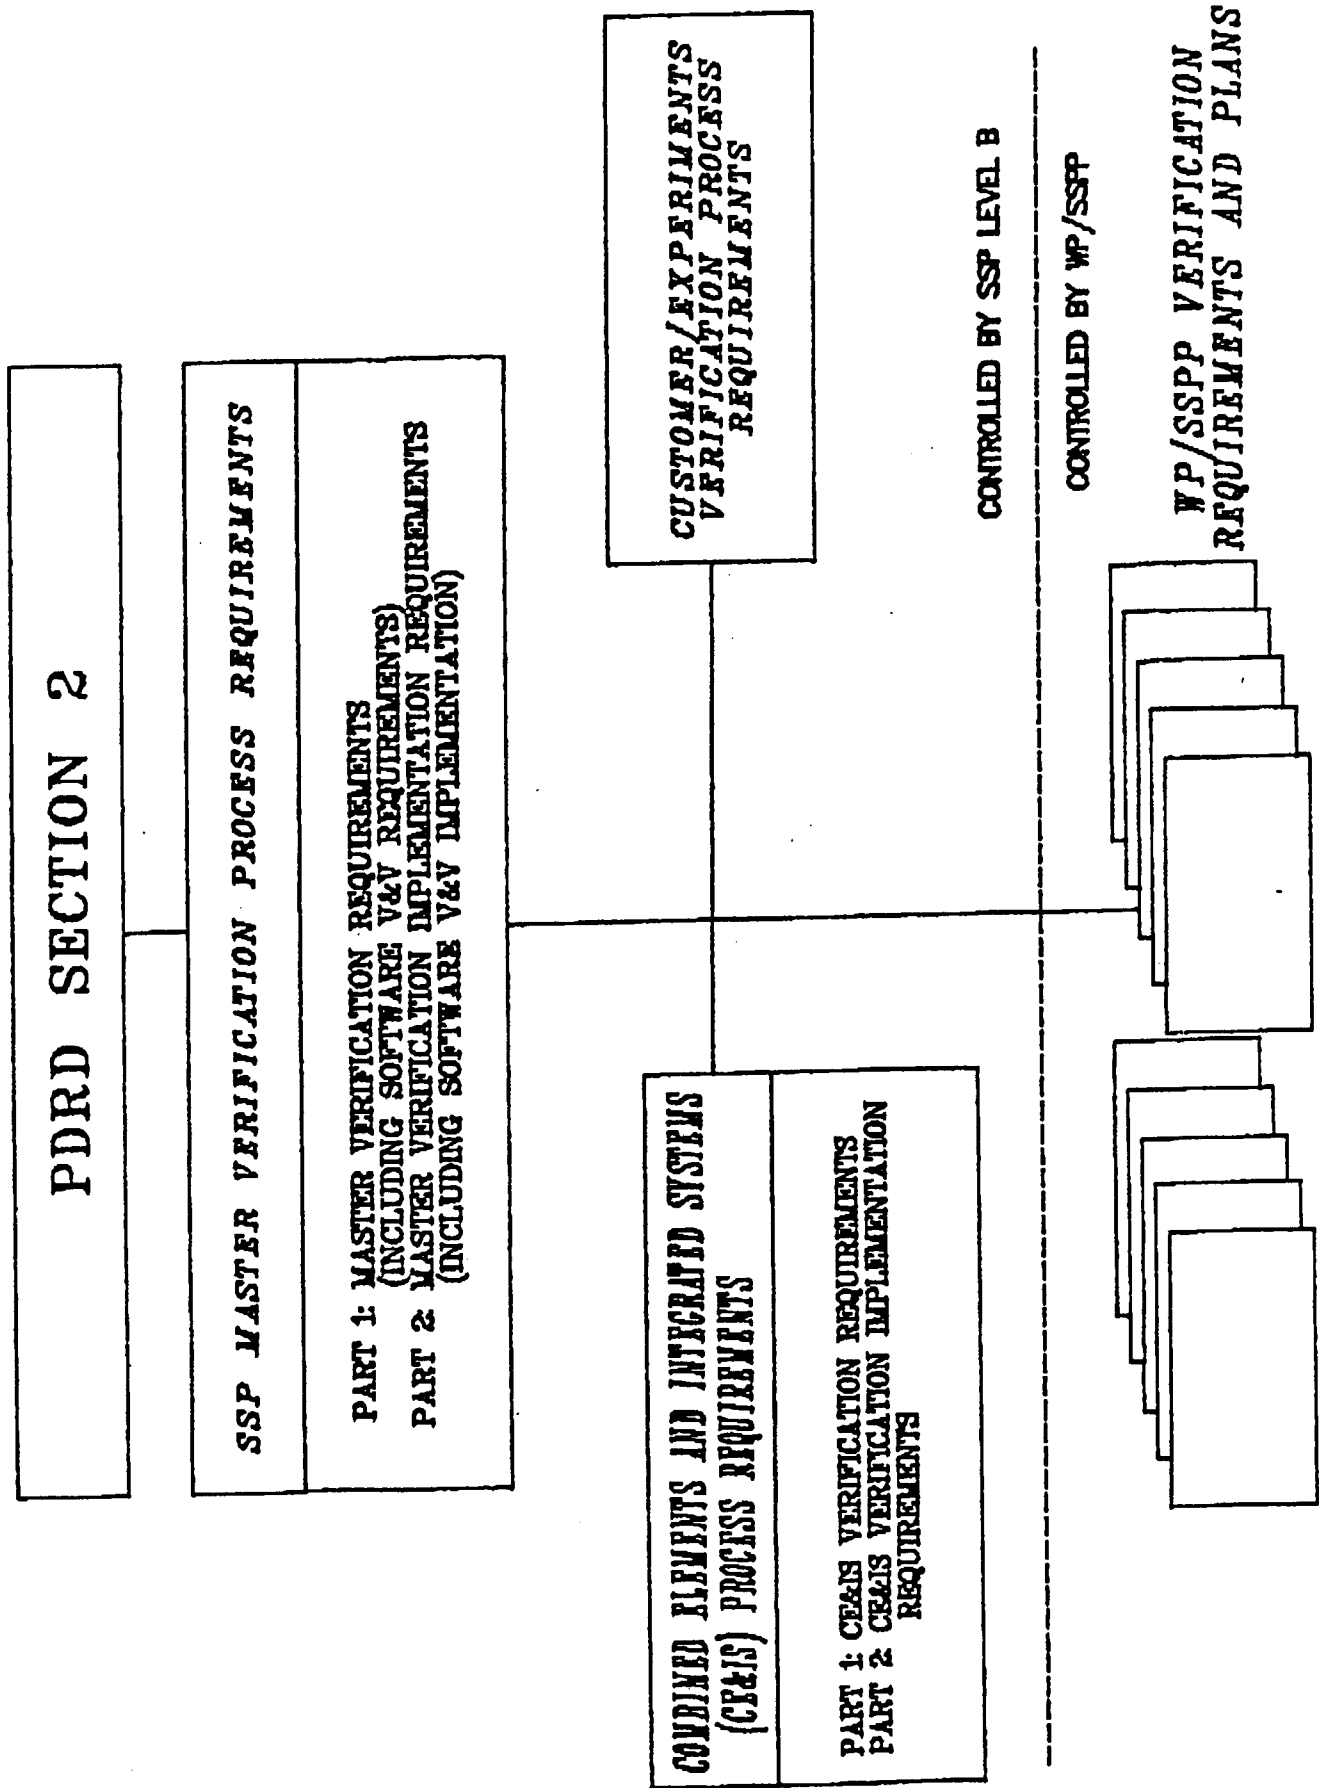 PDRD SECTION 2
SSP MASTER VERIFICATION PROCESS REQUIREMENTS
PART 1: MASTER VERIFICATION REQUIREMENTS
(INCLUDING SOFTWARE V&V REQUIREMENTS)
PART 2: MASTER VERIFICATION IMPLEMENTATION REQUIREMENTS
(INCLUDING SOFTWARE V&V IMPLEMENTATION)
COMBINED ELEMENTS AND INTEGRATED SYSTEMS
(CE&IS) PROCESS REQUIREMENTS
PART 1: CE&IS VERIFICATION REQUIREMENTS
PART 2: CE&IS VERIFICATION IMPLEMENTATION
REQUIREMENTS
CUSTOMER/EXPERIMENTS
VERIFICATION PROCESS
REQUIREMENTS
CONTROLLED BY SSP LEVEL B
CONTROLLED BY WP/SSPP
WP/SSPP VERIFICATION
REQUIREMENTS AND PLANS